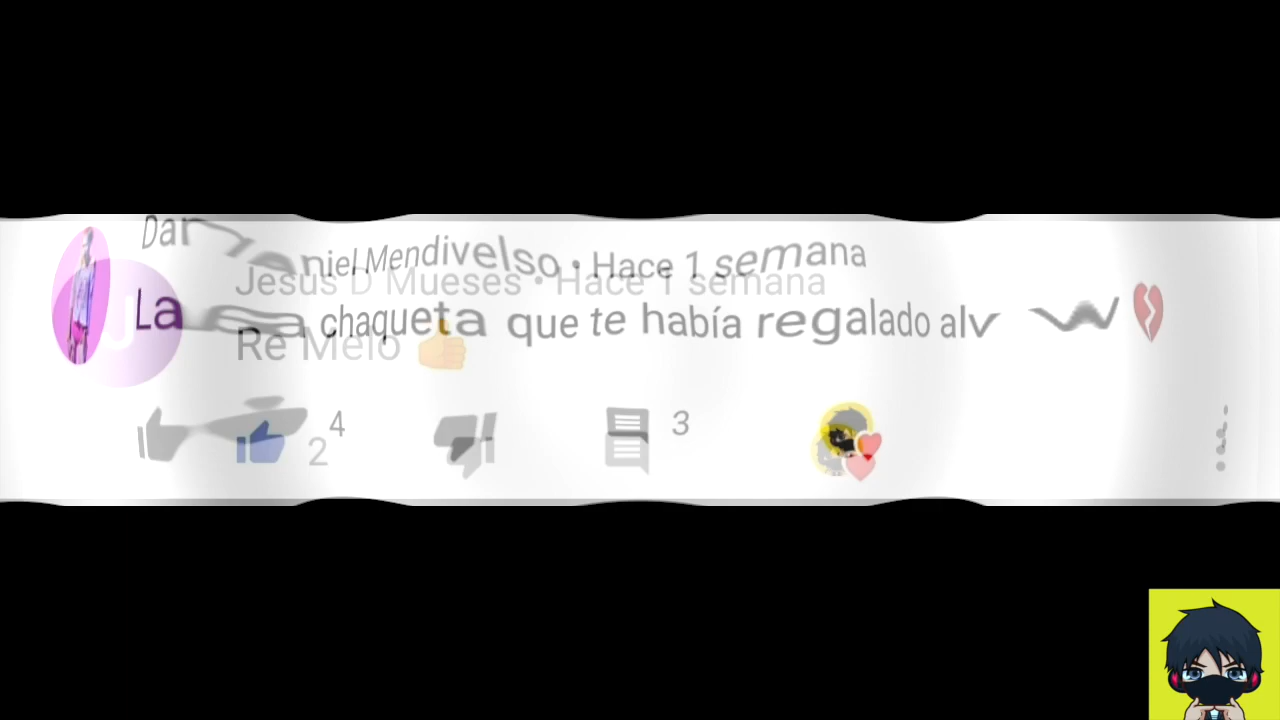 Daniel Mendivelso • Hace 1 semana
Jesus D Mueses • Hace 1 semana
La chaqueta que te había regalado alv 💔
Re Melo 👍
4
2
3
J